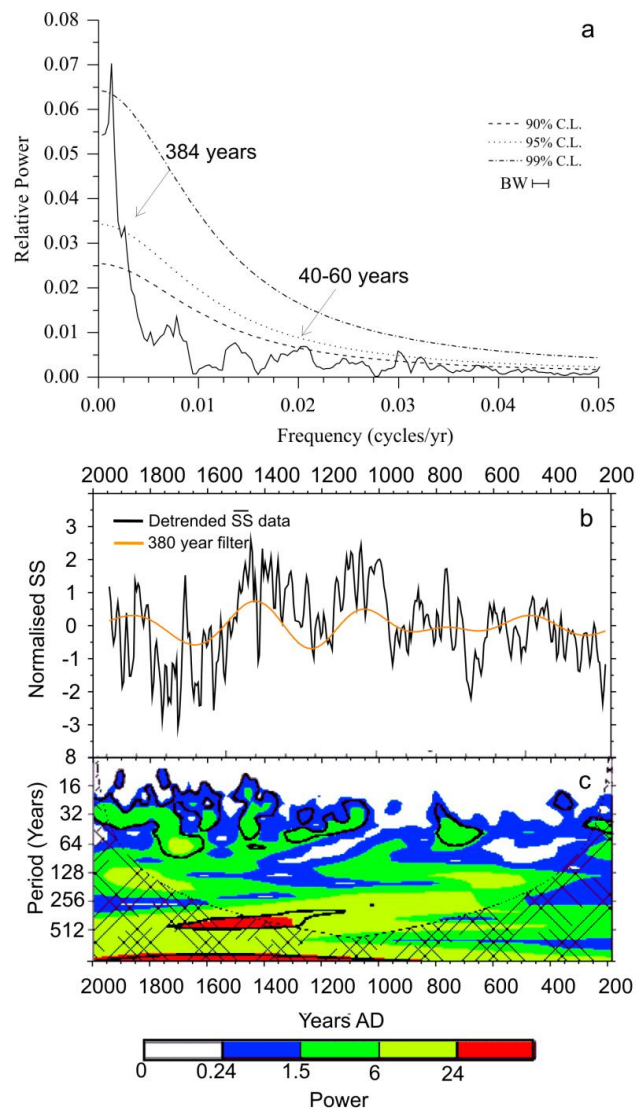 a
0.08
0.07
0.06
0.05
0.04
0.03
0.02
0.01
0.00
Relative Power
384 years
40-60 years
90% C.L.
95% C.L.
99% C.L.
BW
0.00 0.01 0.02 0.03 0.04 0.05
Frequency (cycles/yr)
2000 1800 1600 1400 1200 1000 800 600 400 200
b
Detrended SS data
380 year filter
4
3
2
1
0
-1
-2
-3
Normalised SS
c
8
16
32
64
128
256
512
Period (Years)
2000 1800 1600 1400 1200 1000 800 600 400 200
Years AD
0 0.24 1.5 6 24
Power